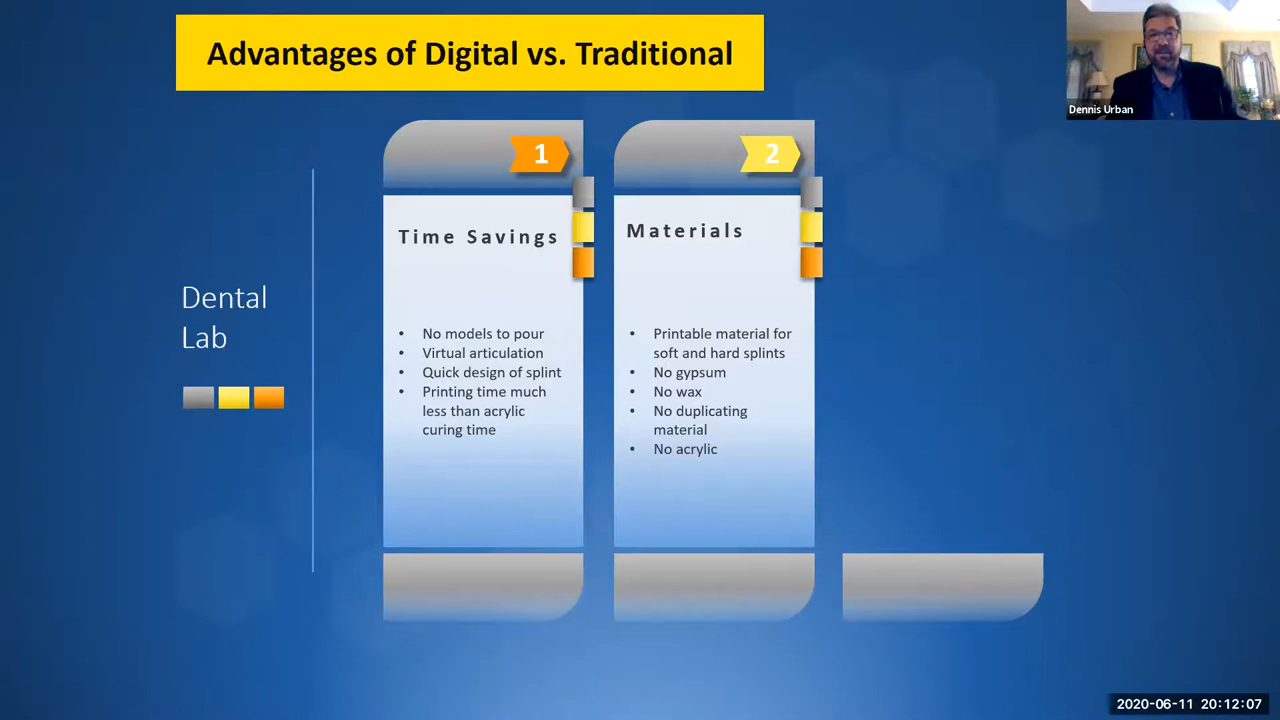 Advantages of Digital vs. Traditional
Dennis Urban
1
2
Time Savings
Materials
Dental
Lab
• No models to pour
• Virtual articulation
• Quick design of splint
• Printing time much
less than acrylic
curing time
• Printable material for
soft and hard splints
• No gypsum
• No wax
• No duplicating
material
• No acrylic
2020-06-11 20:12:07